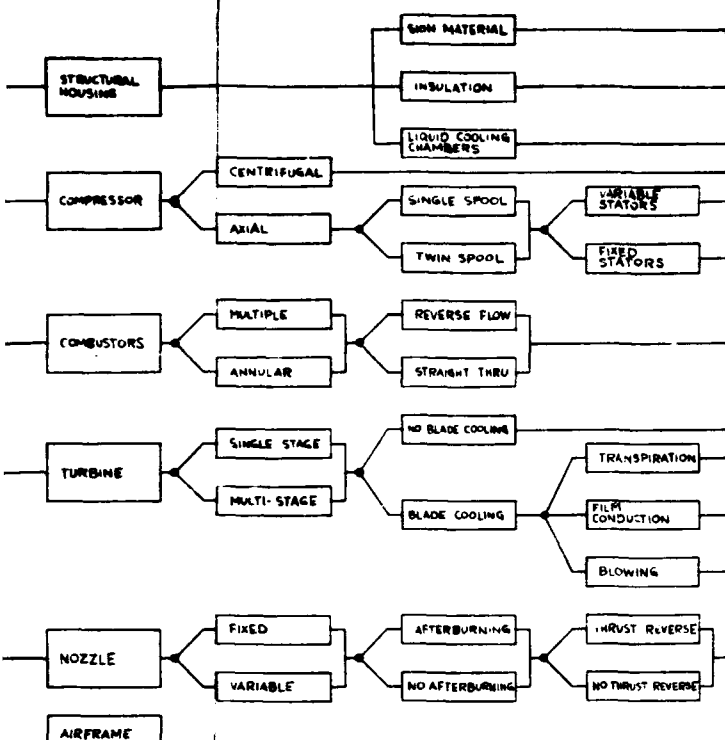 SIGN MATERIAL
STRUCTURAL
HOUSING
INSULATION
LIQUID COOLING
CHAMBERS
CENTRIFUGAL
COMPRESSOR
SINGLE SPOOL
VARIABLE
STATORS
AXIAL
TWIN SPOOL
FIXED
STATORS
MULTIPLE
REVERSE FLOW
COMBUSTORS
ANNULAR
STRAIGHT THRU
NO BLADE COOLING
SINGLE STAGE
TRANSPIRATION
TURBINE
MULTI-STAGE
BLADE COOLING
FILM
CONDUCTION
BLOWING
FIXED
AFTERBURNING
THRUST REVERSE
NOZZLE
VARIABLE
NO AFTERBURNING
NO THRUST REVERSE
AIRFRAME